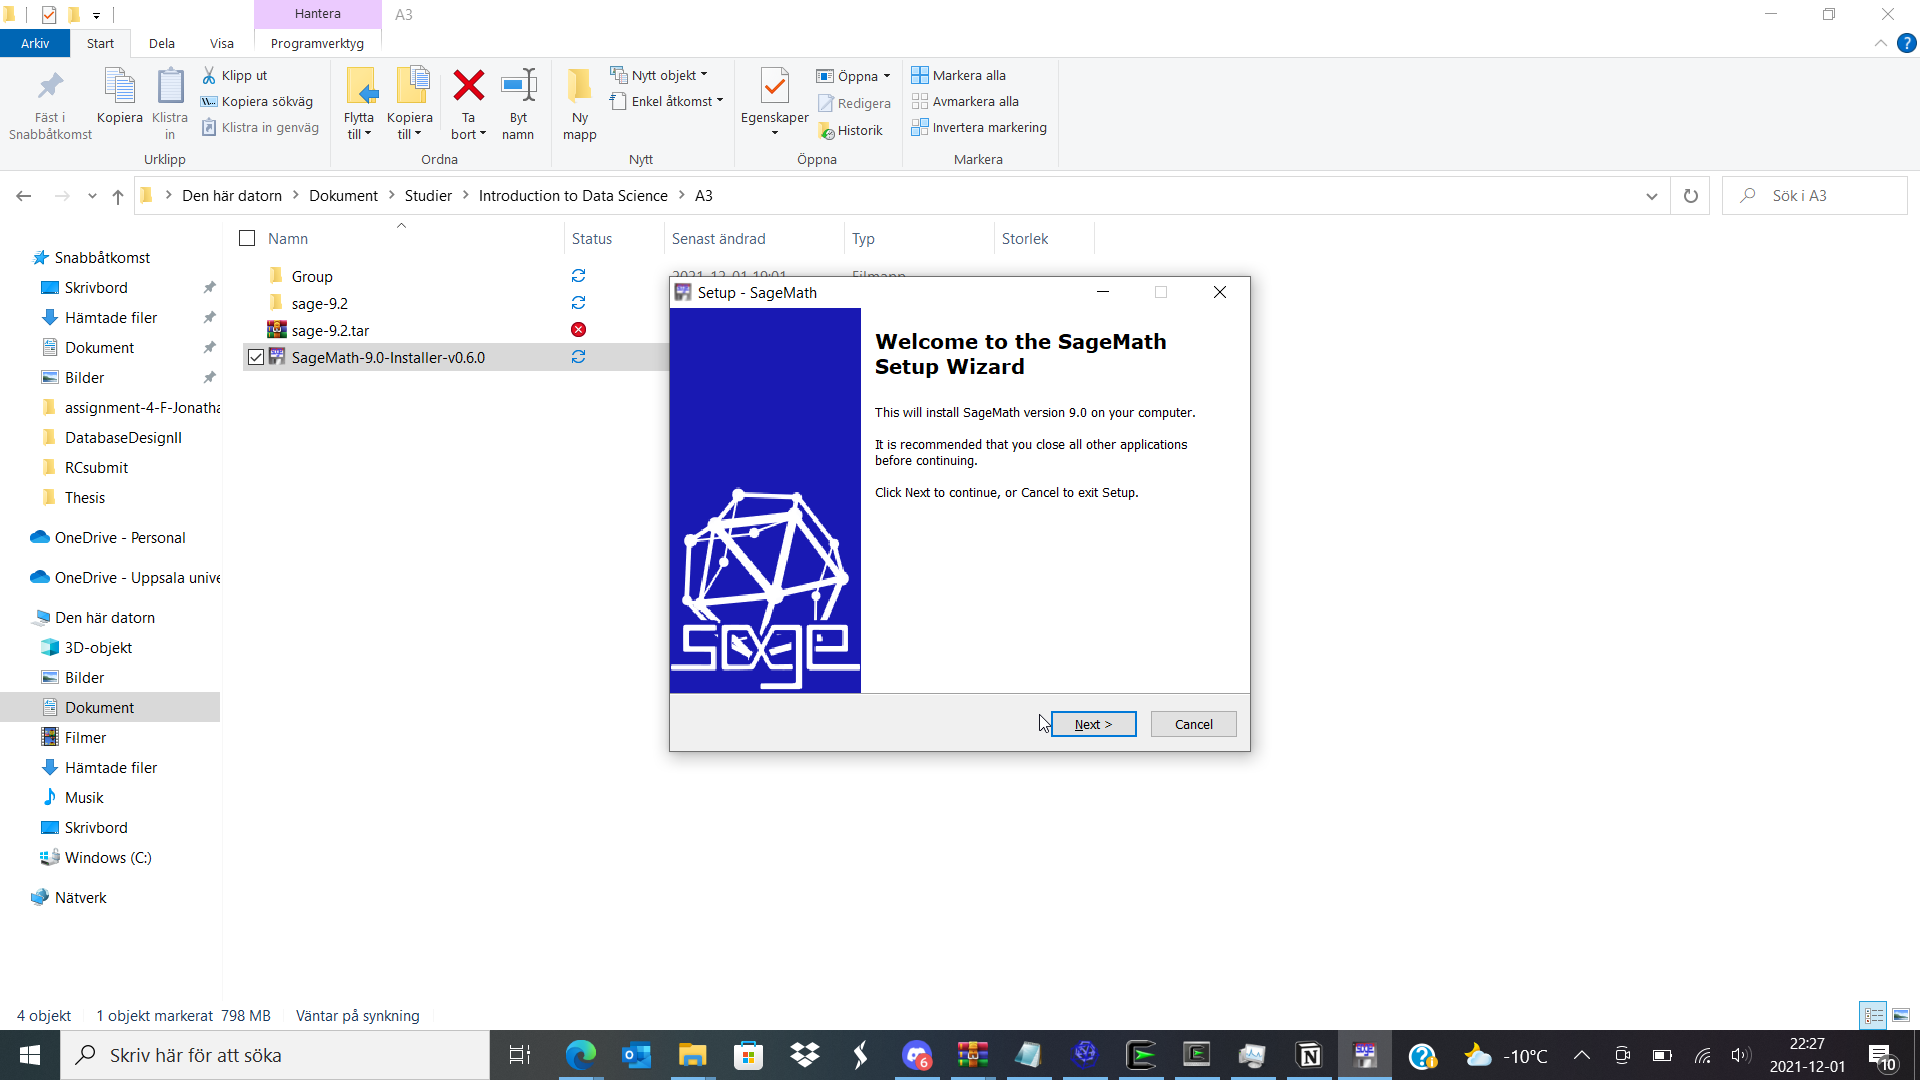 Hantera
A3
Arkiv
Start
Dela
Visa
Programverktyg
Fäst i
Snabbåtkomst
Kopiera
Klistra
in
Klipp ut
Kopiera sökväg
Klistra in genväg
Urklipp
Flytta
till
Kopiera
till
Ta
bort
Byt
namn
Ordna
Ny
mapp
Nytt objekt
Enkel åtkomst
Nytt
Egenskaper
Öppna
Redigera
Historik
Öppna
Markera alla
Avmarkera alla
Invertera markering
Markera
Den här datorn > Dokument > Studier > Introduction to Data Science > A3
Sök i A3
Namn
Status
Senast ändrad
Typ
Storlek
Group
2021-12-01 19:01
Filmapp
sage-9.2
sage-9.2.tar
SageMath-9.0-Installer-v0.6.0
Snabbåtkomst
Skrivbord
Hämtade filer
Dokument
Bilder
assignment-4-F-Jonatha
DatabaseDesignII
RCsubmit
Thesis
OneDrive - Personal
OneDrive - Uppsala unive
Den här datorn
3D-objekt
Bilder
Dokument
Filmer
Hämtade filer
Musik
Skrivbord
Windows (C:)
Nätverk
Setup - SageMath
Welcome to the SageMath
Setup Wizard
This will install SageMath version 9.0 on your computer.
It is recommended that you close all other applications
before continuing.
Click Next to continue, or Cancel to exit Setup.
sage
Next >
Cancel
4 objekt
1 objekt markerat 798 MB
Väntar på synkning
Skriv här för att söka
6
-10°C
22:27
2021-12-01
10